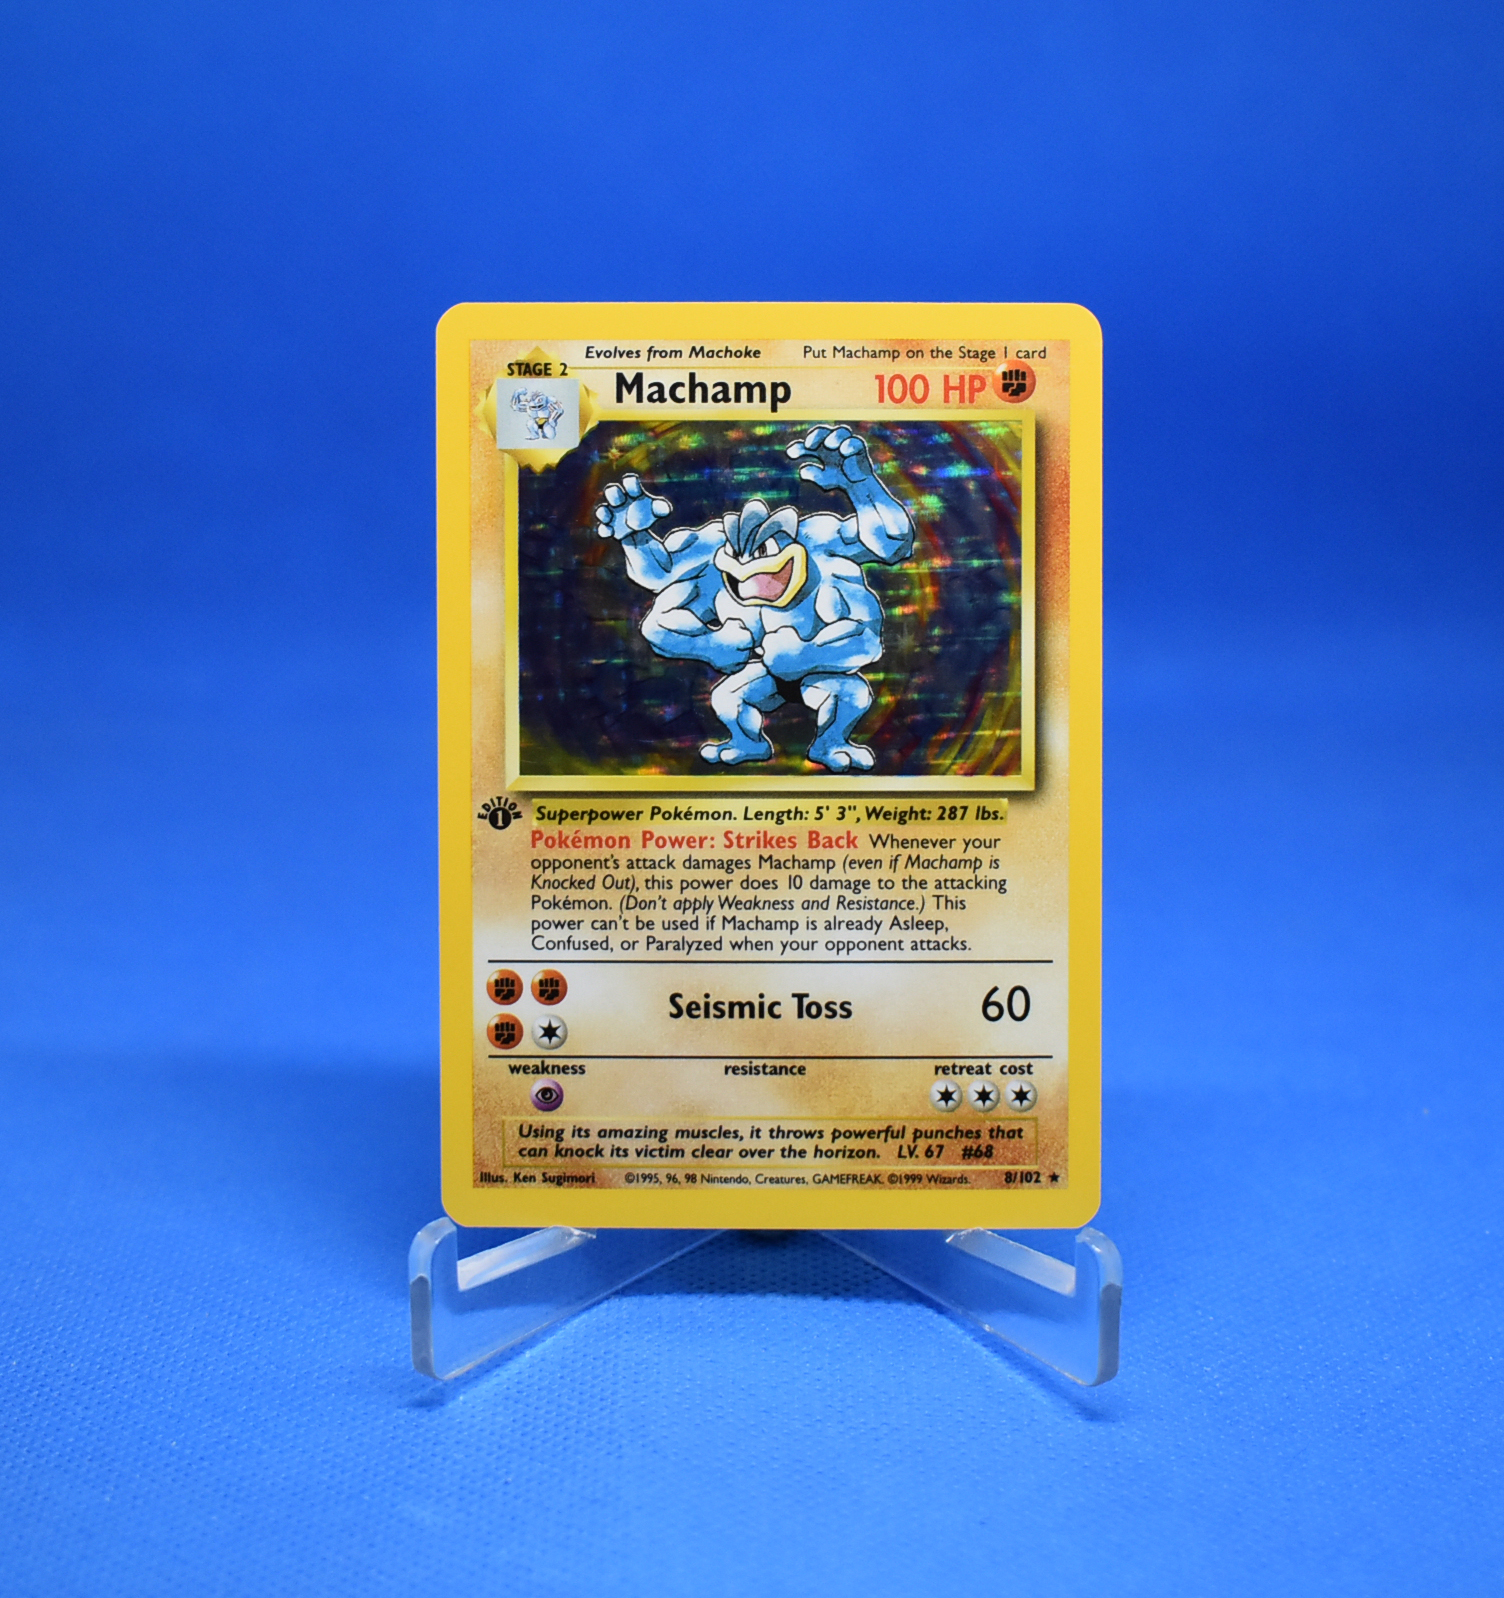 Evolves from Machoke Put Machamp on the Stage 1 card
STAGE 2
Machamp 100 HP
EDITION
1
Superpower Pokémon. Length: 5' 3", Weight: 287 lbs.
Pokémon Power: Strikes Back Whenever your
opponent's attack damages Machamp (even if Machamp is
Knocked Out), this power does 10 damage to the attacking
Pokémon. (Don't apply Weakness and Resistance.) This
power can't be used if Machamp is already Asleep,
Confused, or Paralyzed when your opponent attacks.
Seismic Toss 60
weakness resistance retreat cost
Using its amazing muscles, it throws powerful punches that
can knock its victim clear over the horizon. LV. 67 #68
Illus. Ken Sugimori ©1995, 96, 98 Nintendo, Creatures, GAMEFREAK. ©1999 Wizards. 8/102 ★